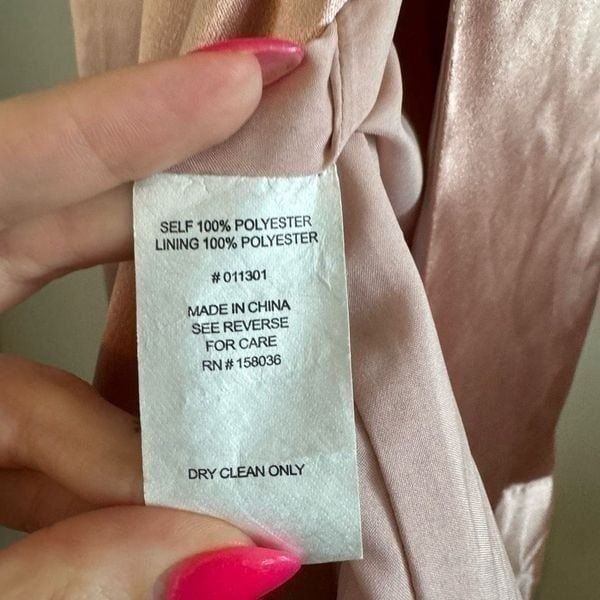 SELF 100% POLYESTER
LINING 100% POLYESTER
# 011301
MADE IN CHINA
SEE REVERSE
FOR CARE
RN # 158036
DRY CLEAN ONLY